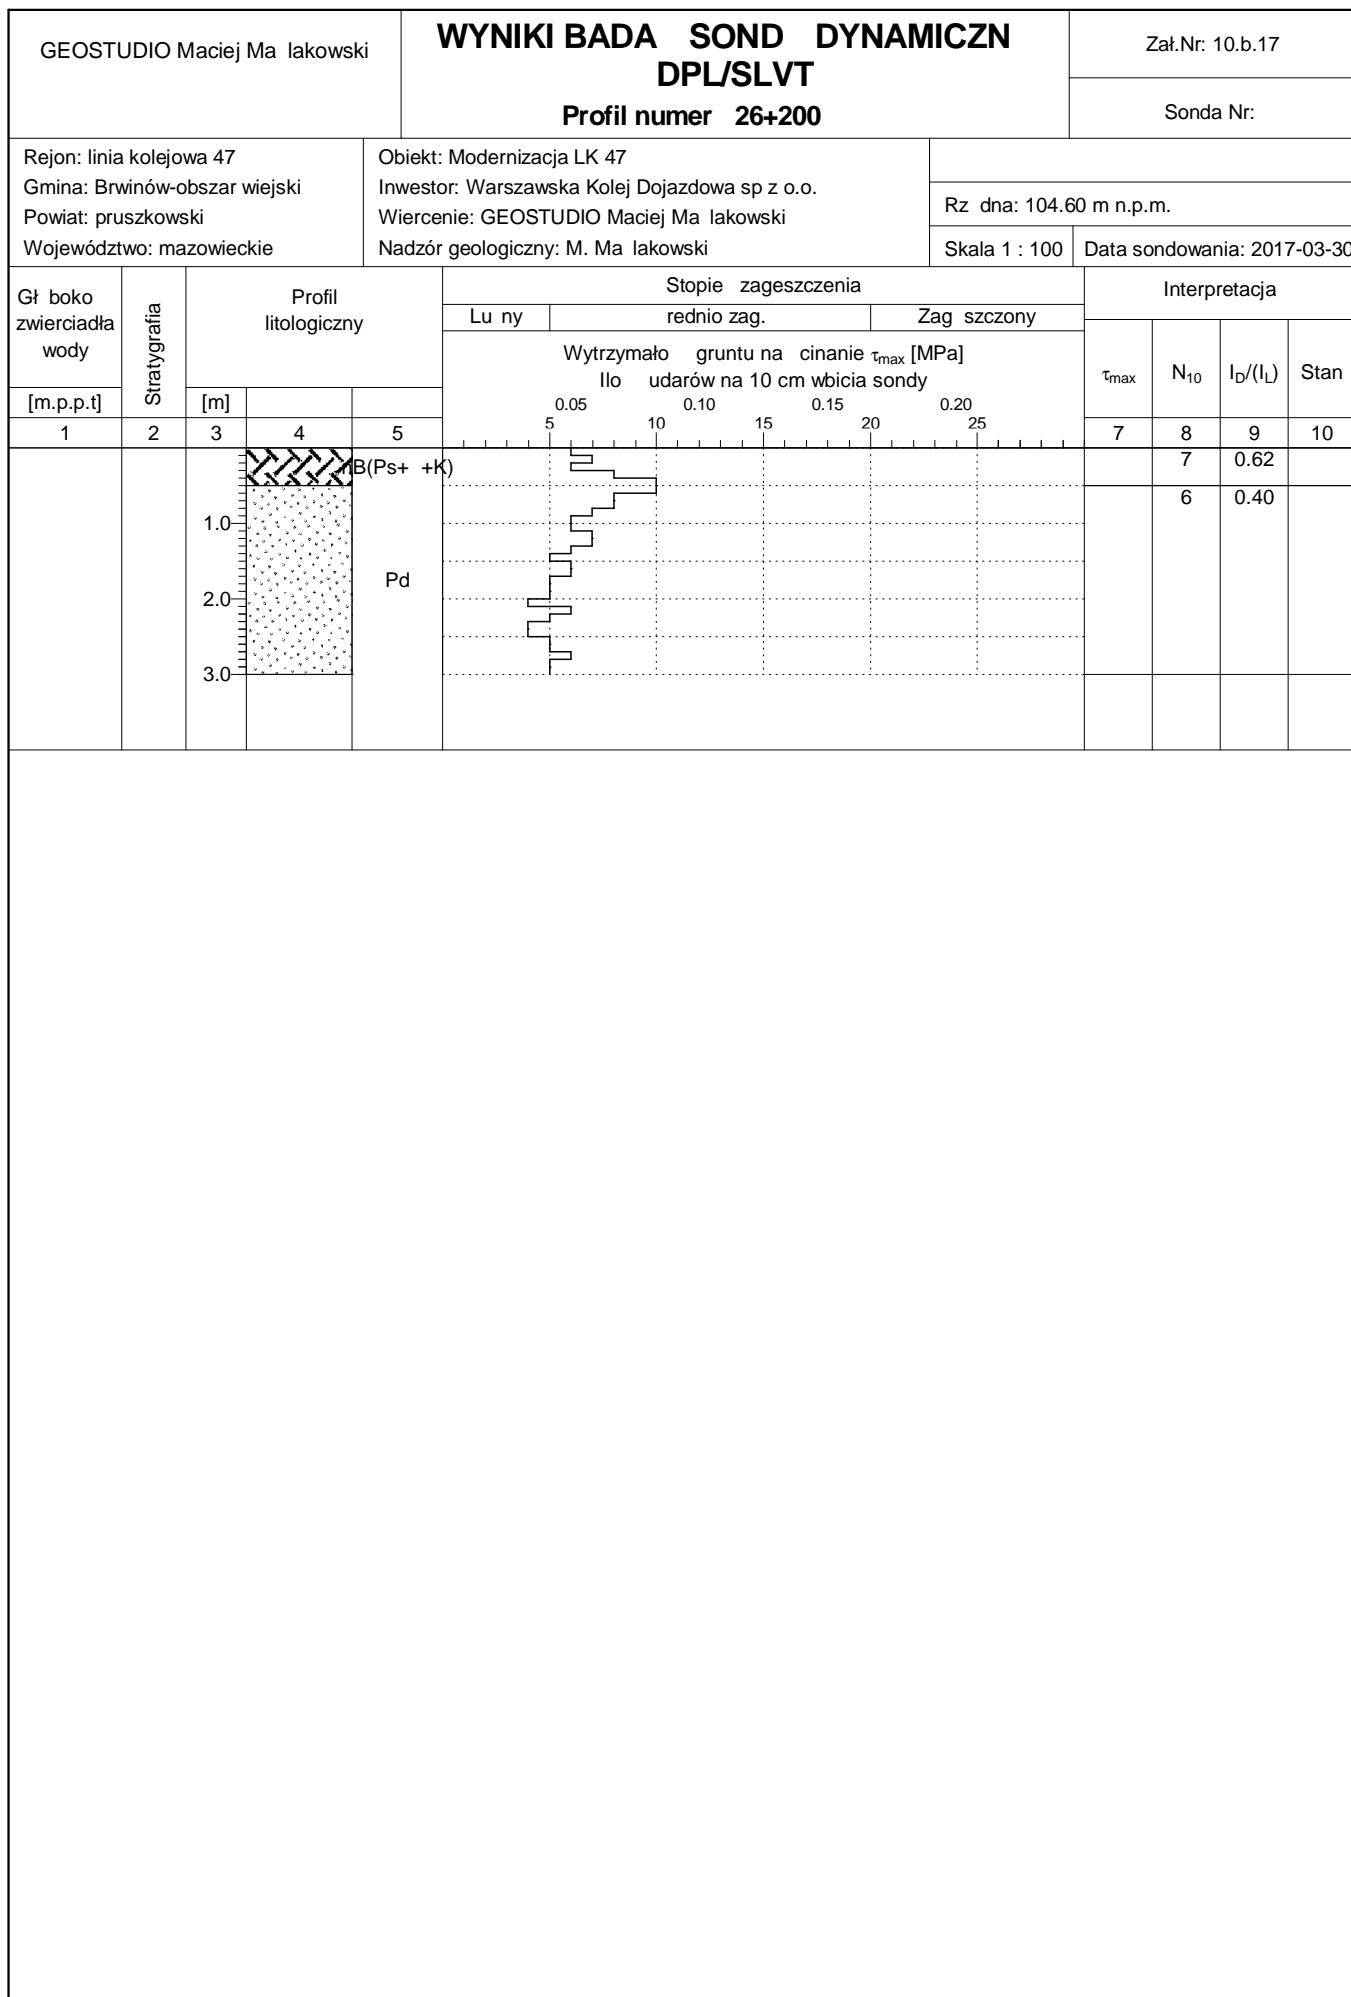 GEOSTUDIO Maciej Ma lakowski
WYNIKI BADA SOND DYNAMICZN
DPL/SLVT
Profil numer 26+200
Zał.Nr: 10.b.17
Sonda Nr:
Rejon: linia kolejowa 47
Gmina: Brwinów-obszar wiejski
Powiat: pruszkowski
Województwo: mazowieckie
Obiekt: Modernizacja LK 47
Inwestor: Warszawska Kolej Dojazdowa sp z o.o.
Wiercenie: GEOSTUDIO Maciej Ma lakowski
Nadzór geologiczny: M. Ma lakowski
Rz dna: 104.60 m n.p.m.
Skala 1 : 100
Data sondowania: 2017-03-30
Gł boko
zwierciadła
wody
[m.p.p.t]
Stratygrafia
Profil
litologiczny
[m]
Stopie zageszczenia
Lu ny
rednio zag.
Zag szczony
Wytrzymało gruntu na cinanie τmax [MPa]
Ilo udarów na 10 cm wbicia sondy
0.05 0.10 0.15 0.20
5 10 15 20 25
Interpretacja
τmax N10 ID/(IL) Stan
1 2 3 4 5 7 8 9 10
B(Ps+ +K)
7 0.62
6 0.40
1.0
Pd
2.0
3.0